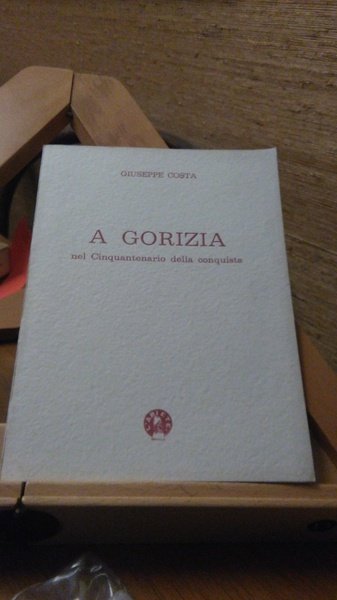 GIUSEPPE COSTA
A GORIZIA
nel Cinquantenario della conquista